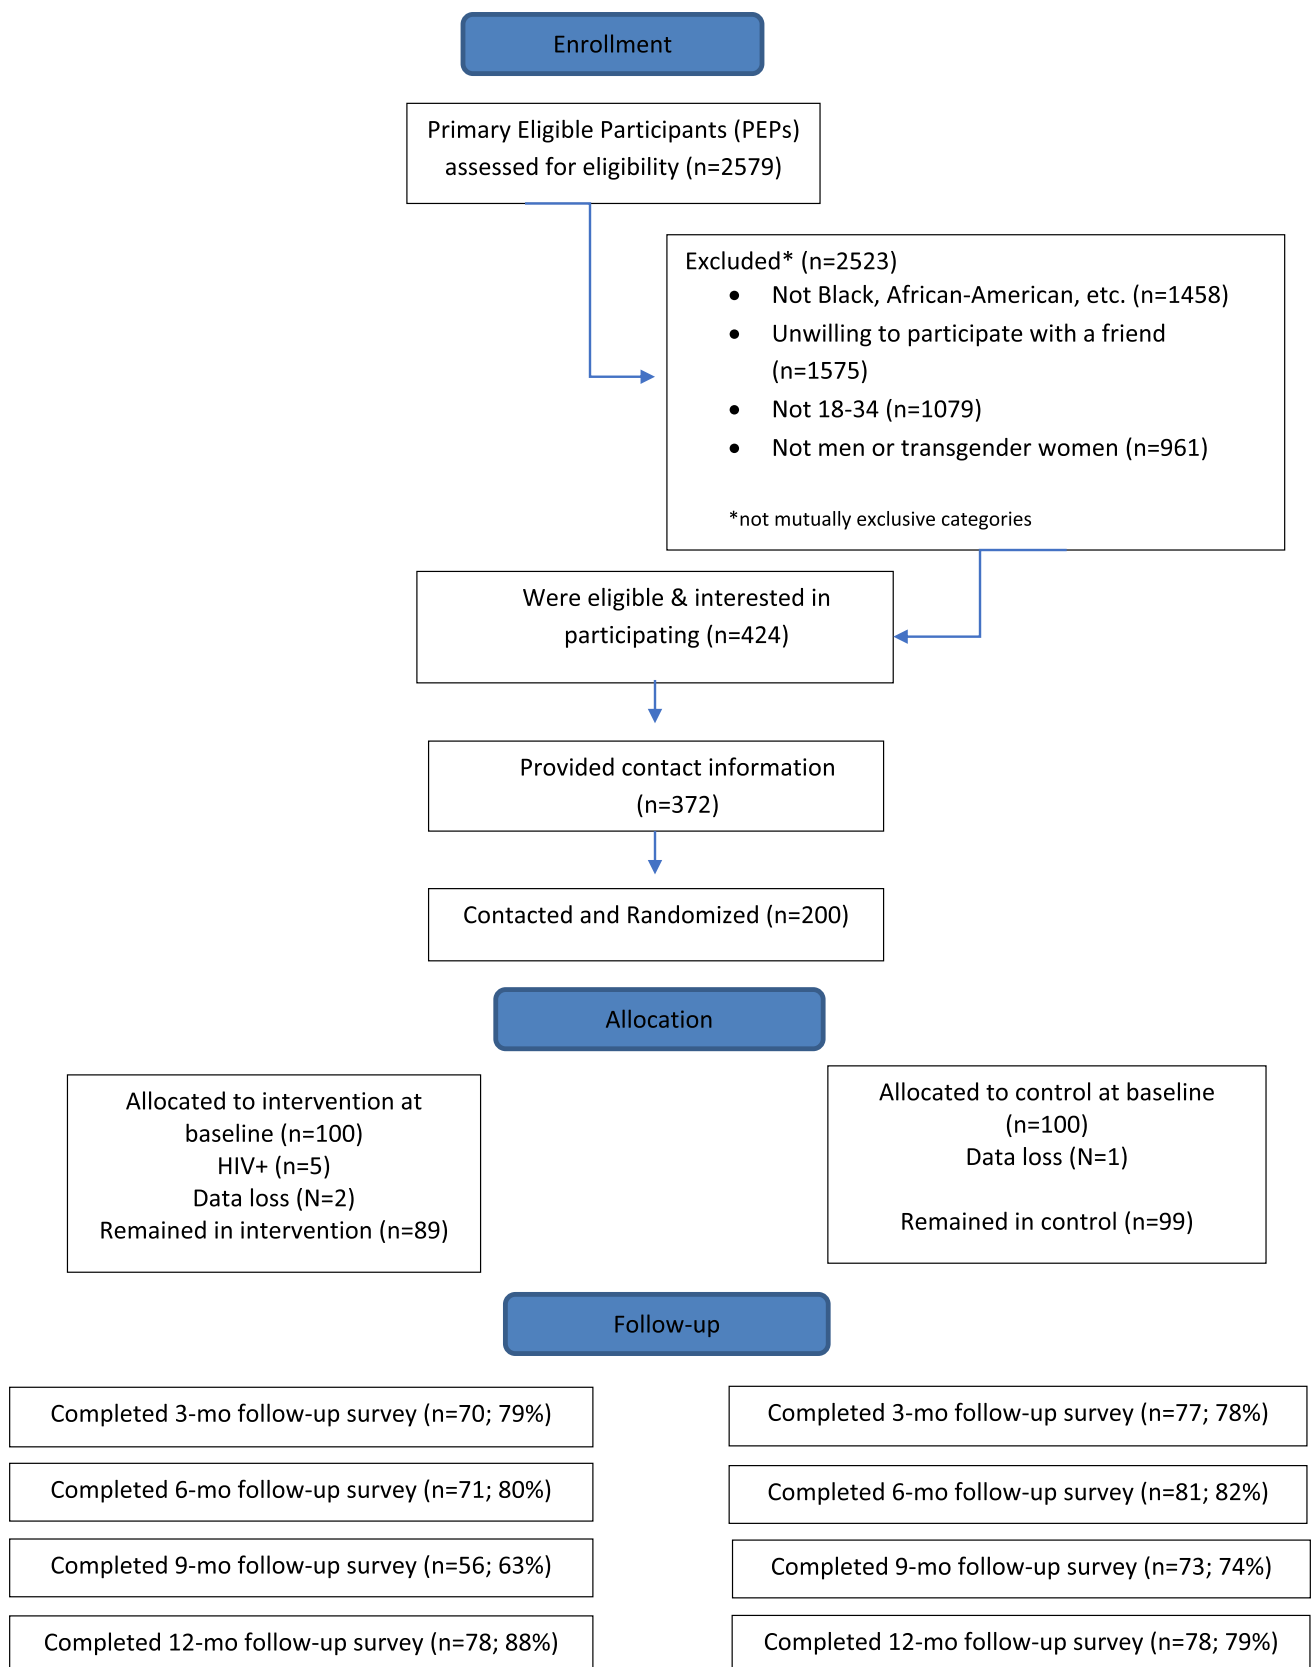 Enrollment
Primary Eligible Participants (PEPs)
assessed for eligibility (n=2579)
Excluded* (n=2523)
• Not Black, African-American, etc. (n=1458)
• Unwilling to participate with a friend
(n=1575)
• Not 18-34 (n=1079)
• Not men or transgender women (n=961)
*not mutually exclusive categories
Were eligible & interested in
participating (n=424)
Provided contact information
(n=372)
Contacted and Randomized (n=200)
Allocation
Allocated to intervention at
baseline (n=100)
HIV+ (n=5)
Data loss (N=2)
Remained in intervention (n=89)
Allocated to control at baseline
(n=100)
Data loss (N=1)
Remained in control (n=99)
Follow-up
Completed 3-mo follow-up survey (n=70; 79%)
Completed 6-mo follow-up survey (n=71; 80%)
Completed 9-mo follow-up survey (n=56; 63%)
Completed 12-mo follow-up survey (n=78; 88%)
Completed 3-mo follow-up survey (n=77; 78%)
Completed 6-mo follow-up survey (n=81; 82%)
Completed 9-mo follow-up survey (n=73; 74%)
Completed 12-mo follow-up survey (n=78; 79%)